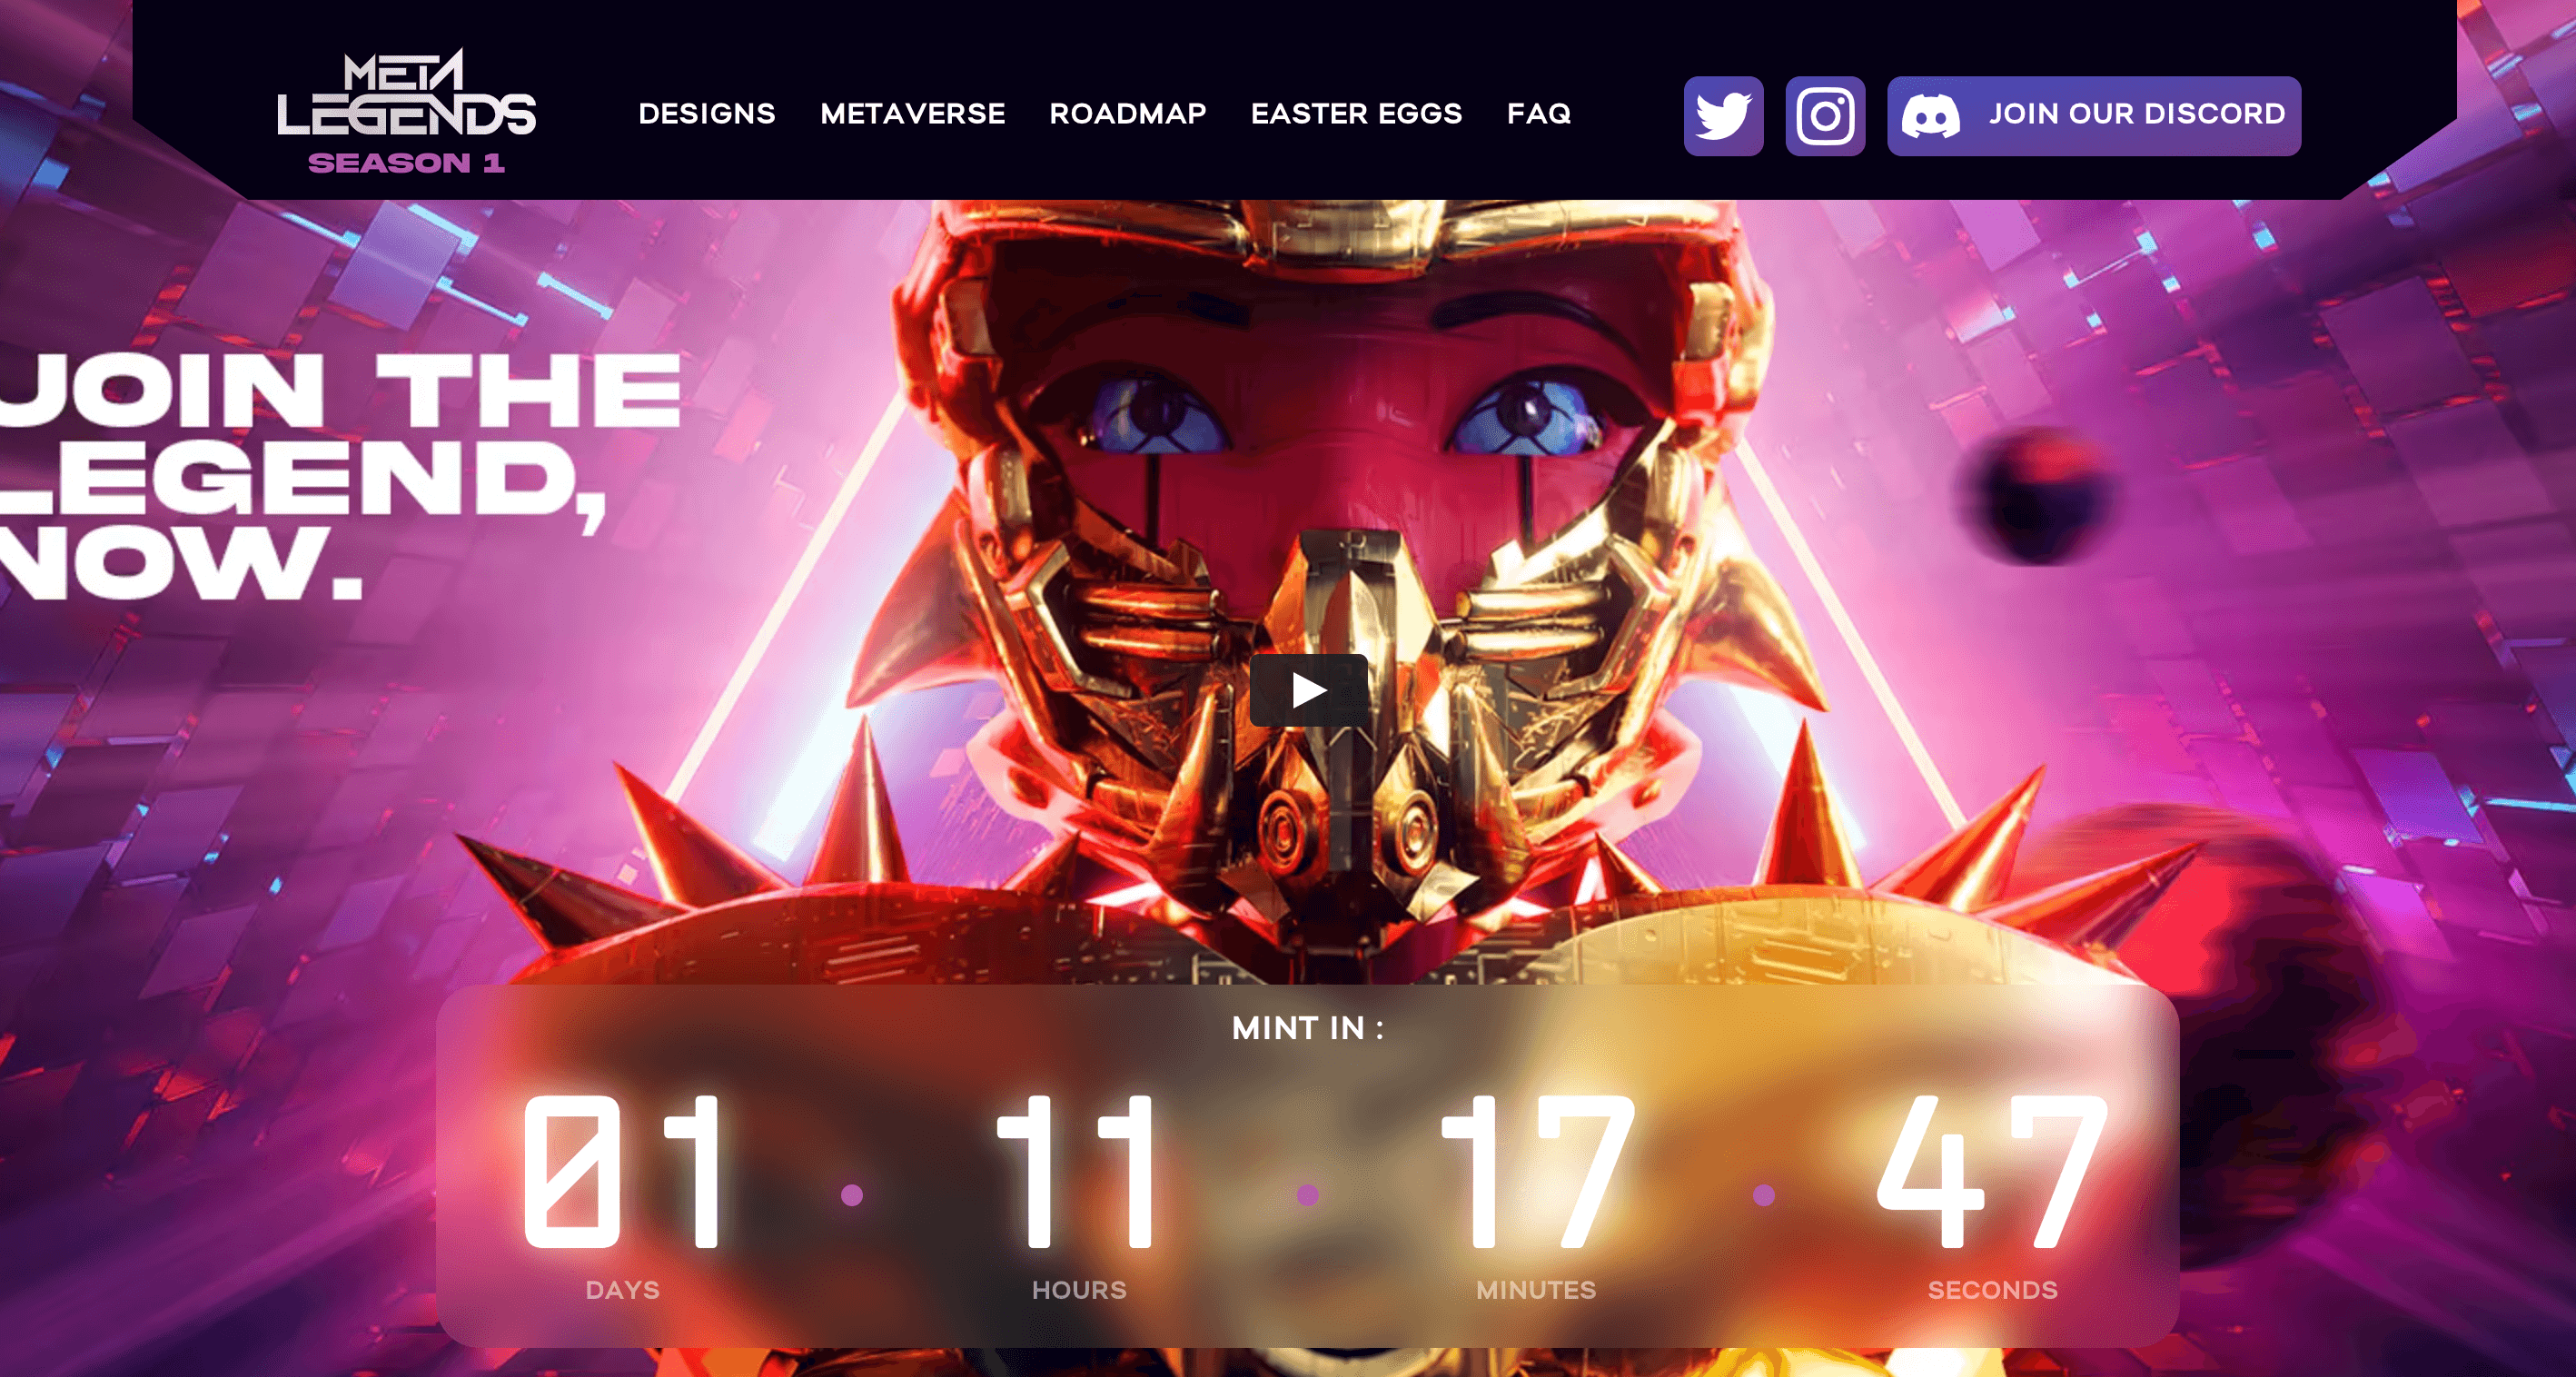 META
LEGENDS
SEASON 1
DESIGNS METAVERSE ROADMAP EASTER EGGS FAQ
JOIN OUR DISCORD
JOIN THE
LEGEND,
NOW.
MINT IN :
01 11 17 47
DAYS HOURS MINUTES SECONDS